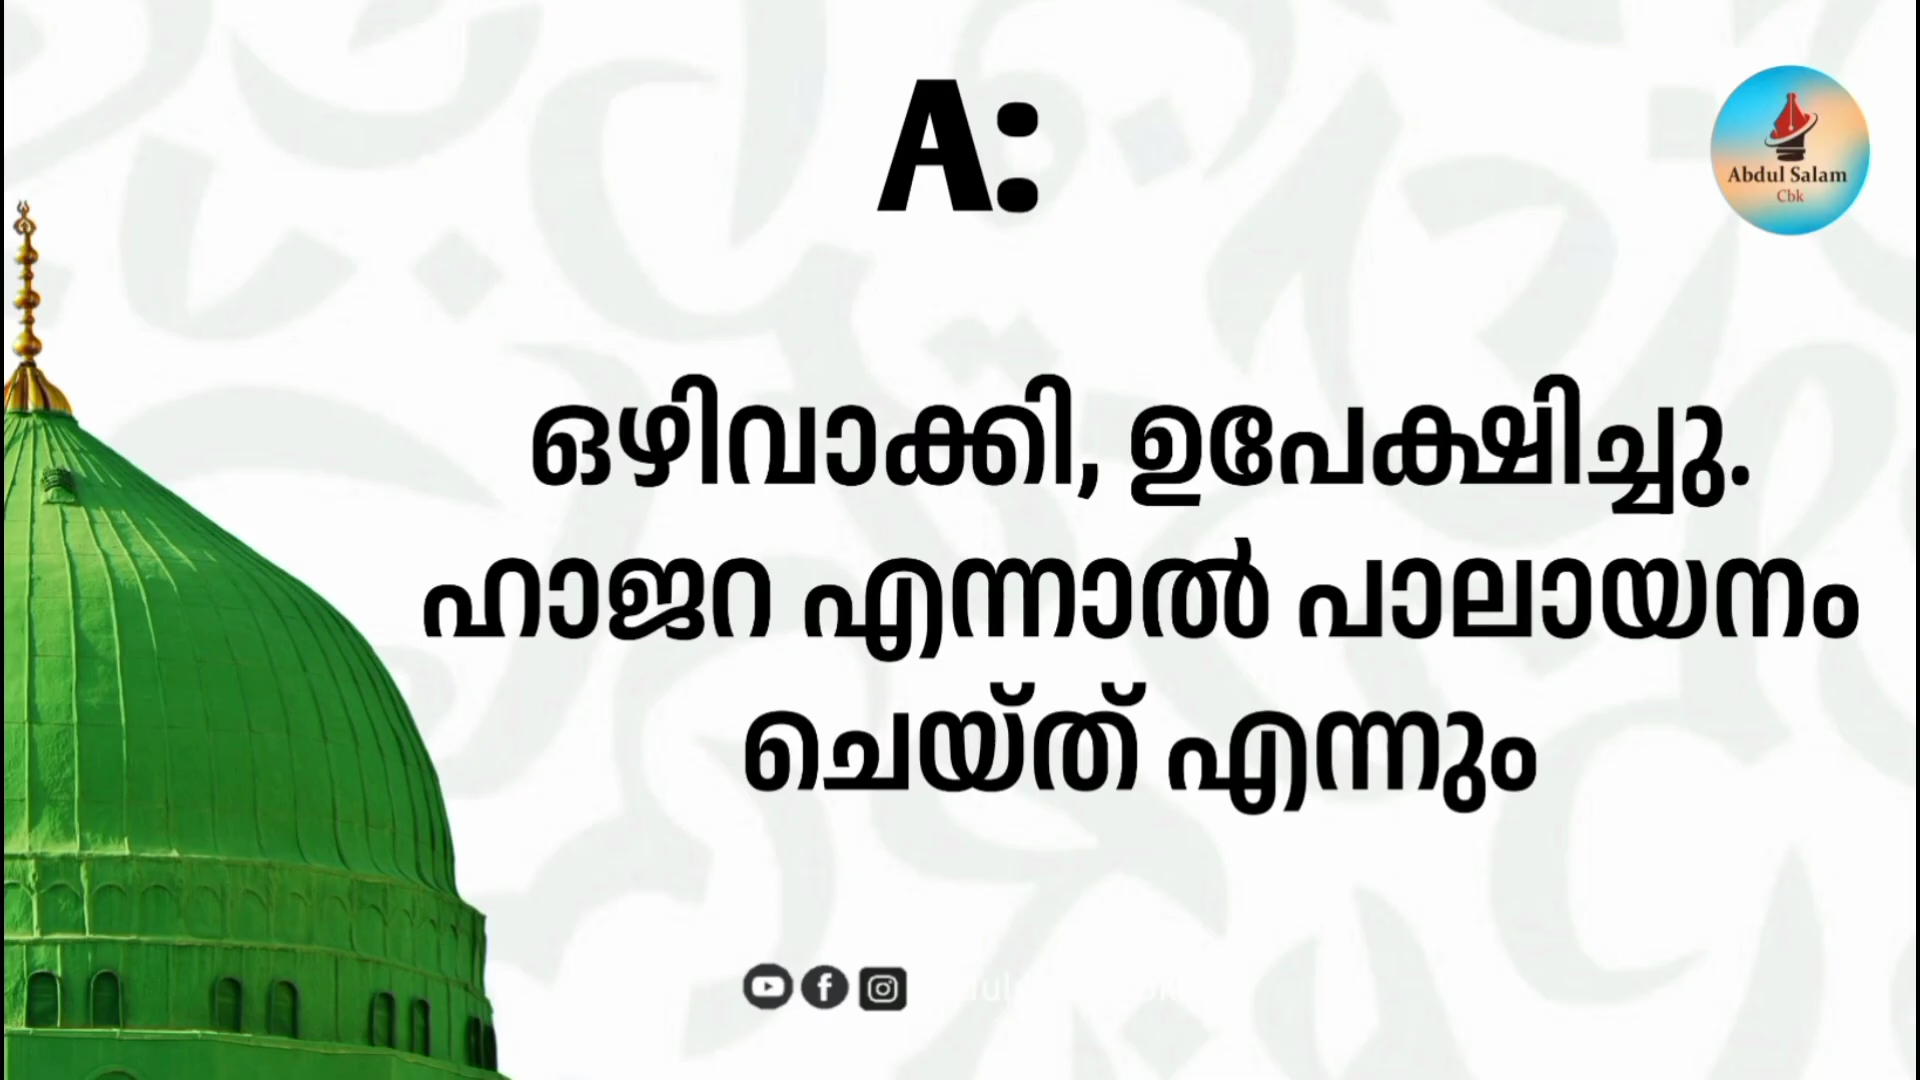 A:
Abdul Salam
Cbk
ഒഴിവാക്കി, ഉപേക്ഷിച്ചു.
ഹാജറ എന്നാൽ പാലായനം
ചെയ്ത് എന്നും